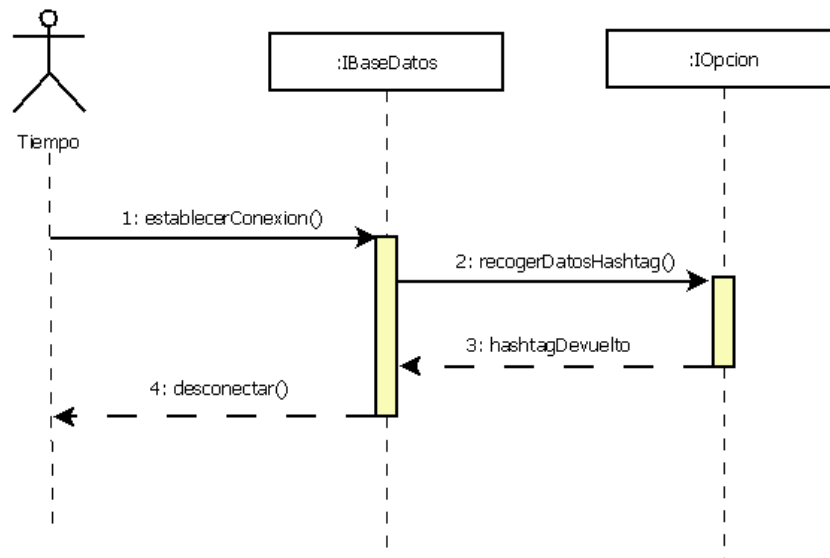 :IBaseDatos
:IOpcion
Tiempo
1: establecerConexion()
2: recogerDatosHashtag()
3: hashtagDevuelto
4: desconectar()